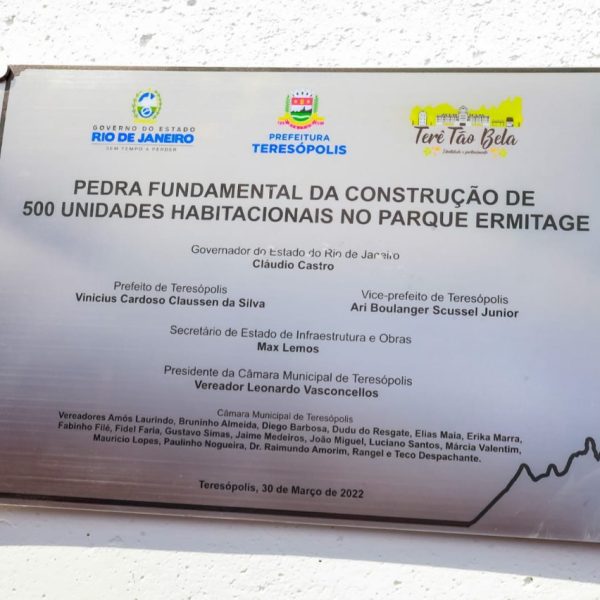 GOVERNO DO ESTADO
RIO DE JANEIRO
SEM TEMPO A PERDER
PREFEITURA
TERESÓPOLIS
Terê Tão Bela
PEDRA FUNDAMENTAL DA CONSTRUÇÃO DE
500 UNIDADES HABITACIONAIS NO PARQUE ERMITAGE
Governador do Estado do Rio de Janeiro
Cláudio Castro
Prefeito de Teresópolis
Vinicius Cardoso Claussen da Silva
Vice-prefeito de Teresópolis
Ari Boulanger Scussel Junior
Secretário de Estado de Infraestrutura e Obras
Max Lemos
Presidente da Câmara Municipal de Teresópolis
Vereador Leonardo Vasconcellos
Câmara Municipal de Teresópolis
Vereadores Amós Laurindo, Bruninho Almeida, Diego Barbosa, Dudu do Resgate, Elias Maia, Erika Marra,
Fabinho Filé, Fidel Faria, Gustavo Simas, Jaime Medeiros, João Miguel, Luciano Santos, Márcia Valentim,
Maurício Lopes, Paulinho Nogueira, Dr. Raimundo Amorim, Rangel e Teco Despachante.
Teresópolis, 30 de Março de 2022